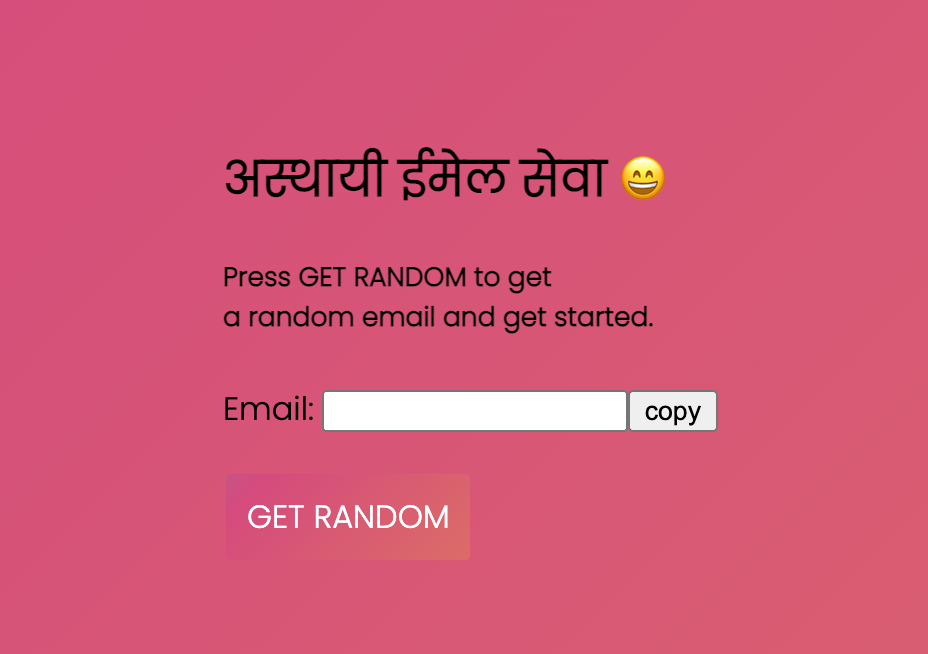 अस्थायी ईमेल सेवा 😄
Press GET RANDOM to get
a random email and get started.
Email: copy
GET RANDOM